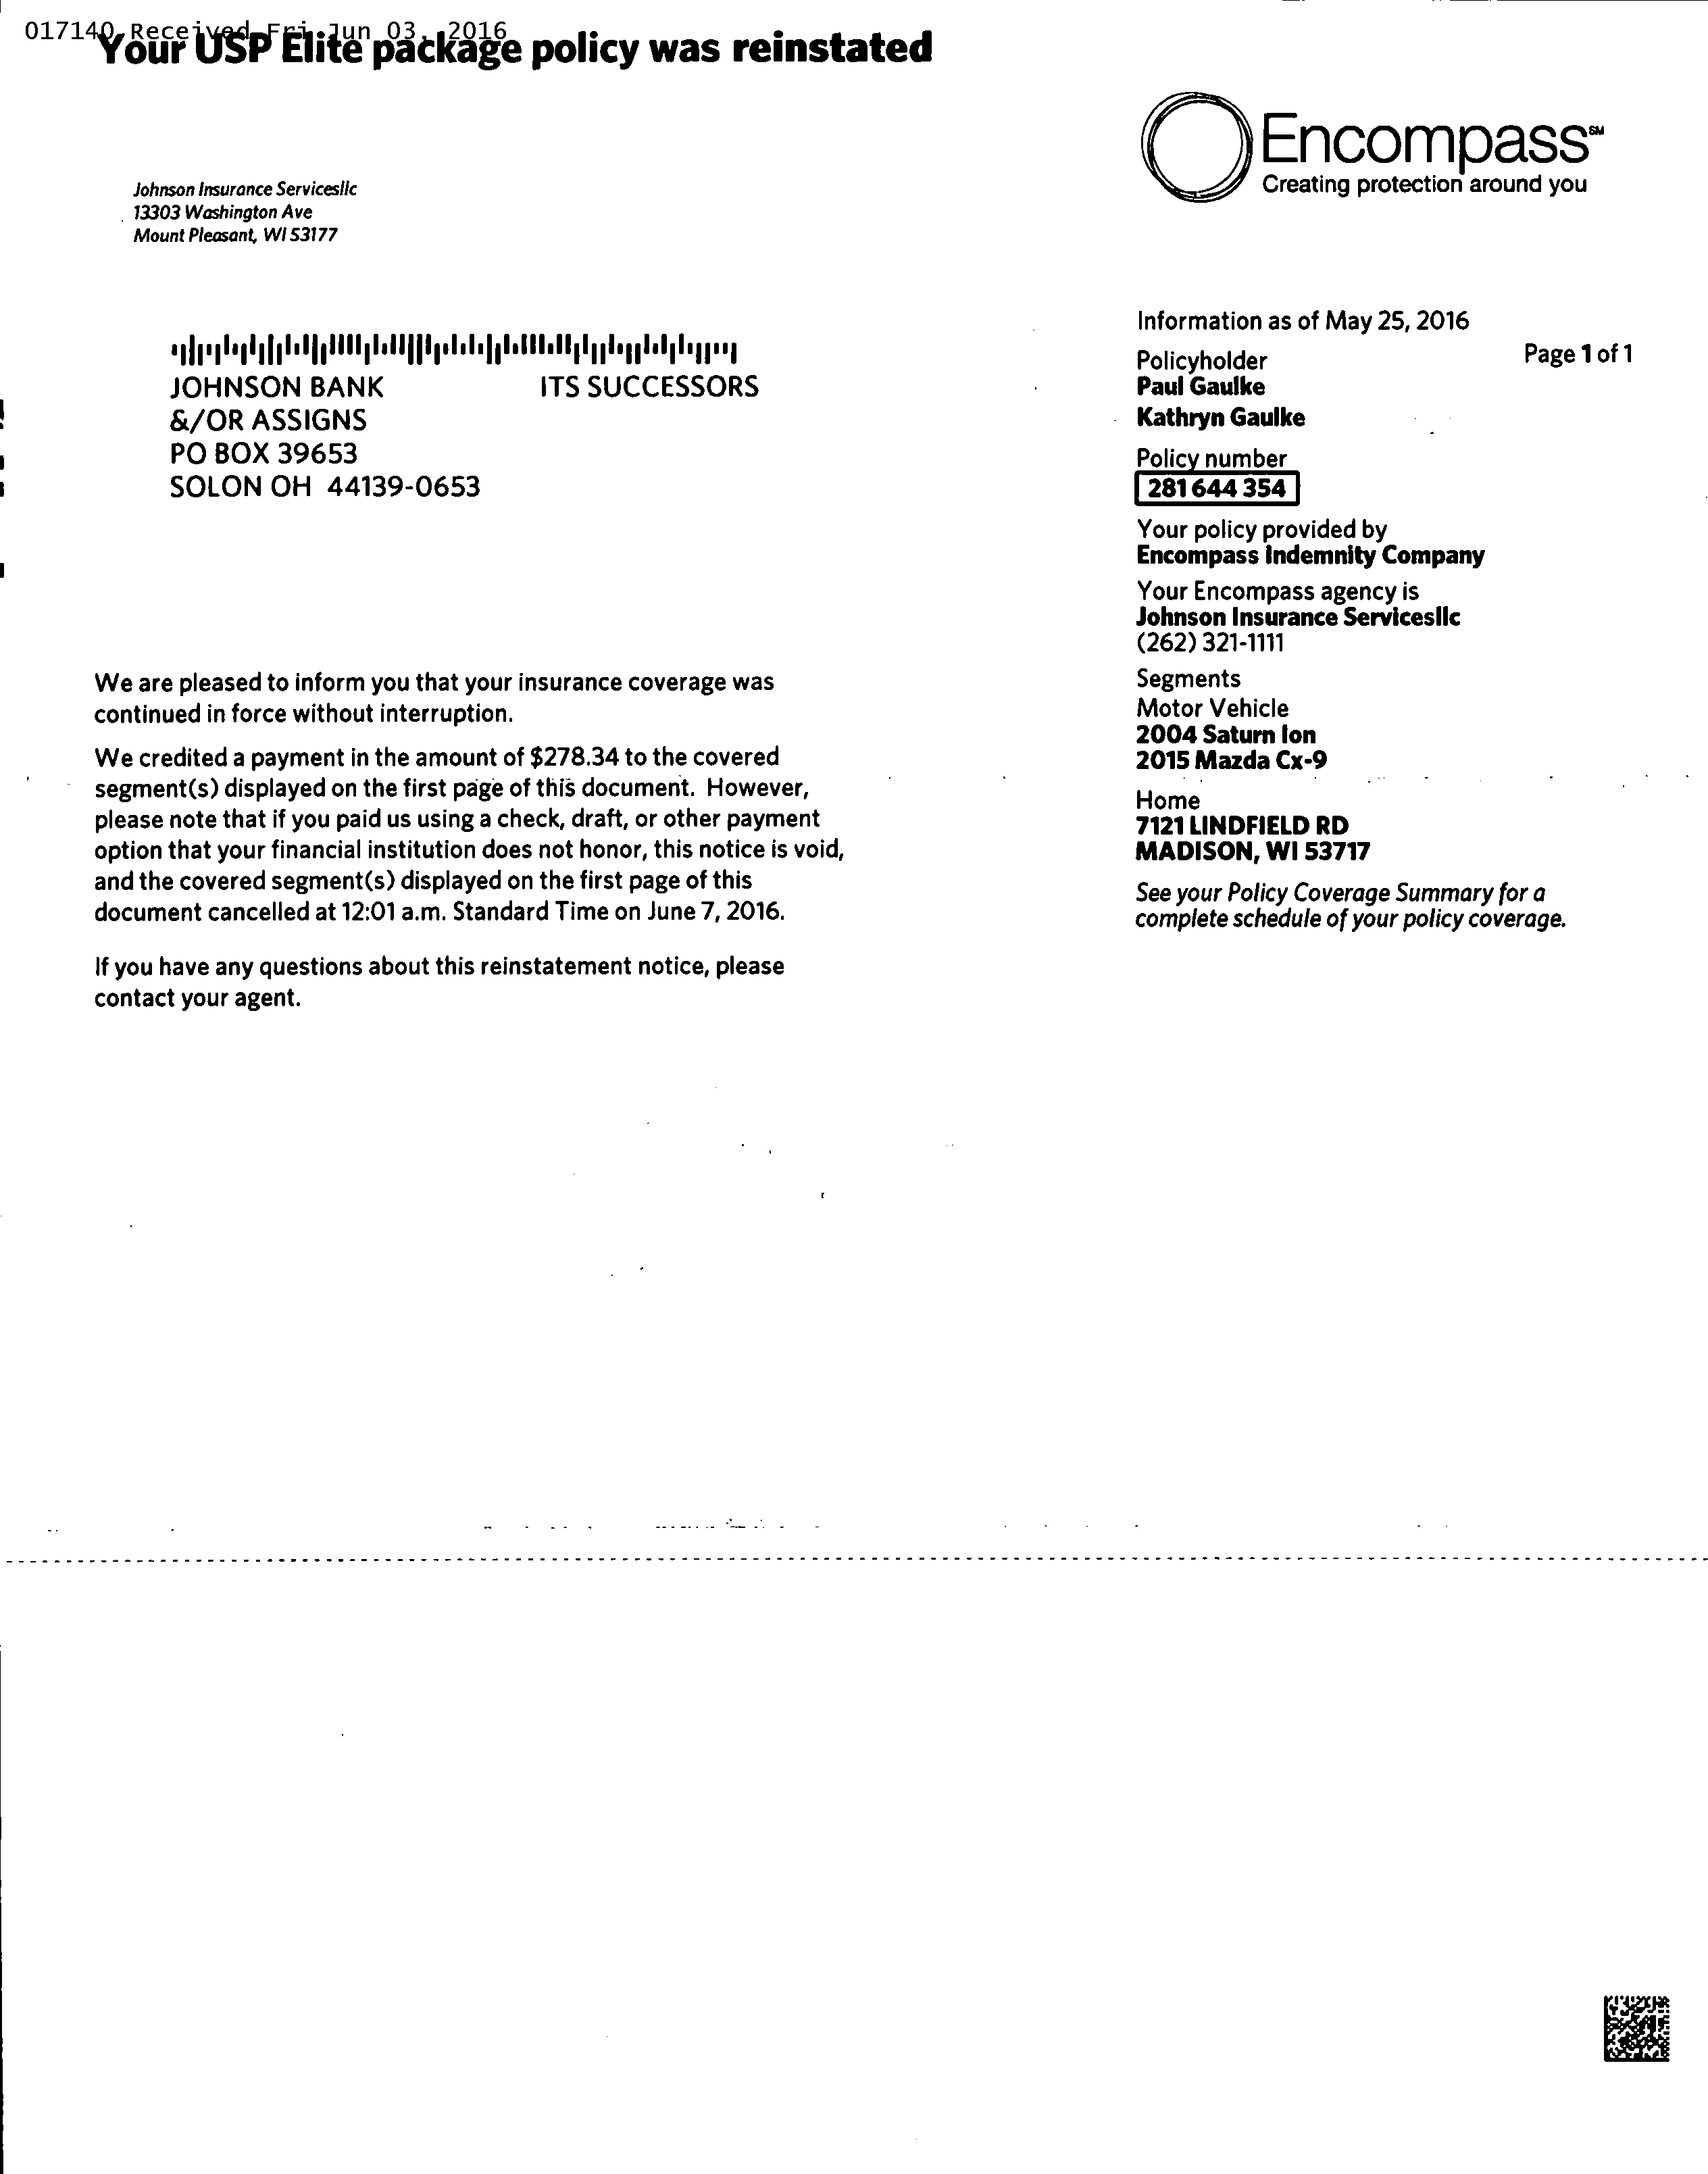 017140 Received Fri Jun 03, 2016
Your USP Elite package policy was reinstated
Encompass℠
Creating protection around you
Johnson Insurance Servicesllc
13303 Washington Ave
Mount Pleasant, WI 53177
JOHNSON BANK ITS SUCCESSORS
&/OR ASSIGNS
PO BOX 39653
SOLON OH 44139-0653
Information as of May 25, 2016
Page 1 of 1
Policyholder
Paul Gaulke
Kathryn Gaulke
Policy number
281 644 354
Your policy provided by
Encompass Indemnity Company
Your Encompass agency is
Johnson Insurance Servicesllc
(262) 321-1111
Segments
Motor Vehicle
2004 Saturn Ion
2015 Mazda Cx-9
Home
7121 LINDFIELD RD
MADISON, WI 53717
See your Policy Coverage Summary for a
complete schedule of your policy coverage.
We are pleased to inform you that your insurance coverage was
continued in force without interruption.
We credited a payment in the amount of $278.34 to the covered
segment(s) displayed on the first page of this document. However,
please note that if you paid us using a check, draft, or other payment
option that your financial institution does not honor, this notice is void,
and the covered segment(s) displayed on the first page of this
document cancelled at 12:01 a.m. Standard Time on June 7, 2016.
If you have any questions about this reinstatement notice, please
contact your agent.